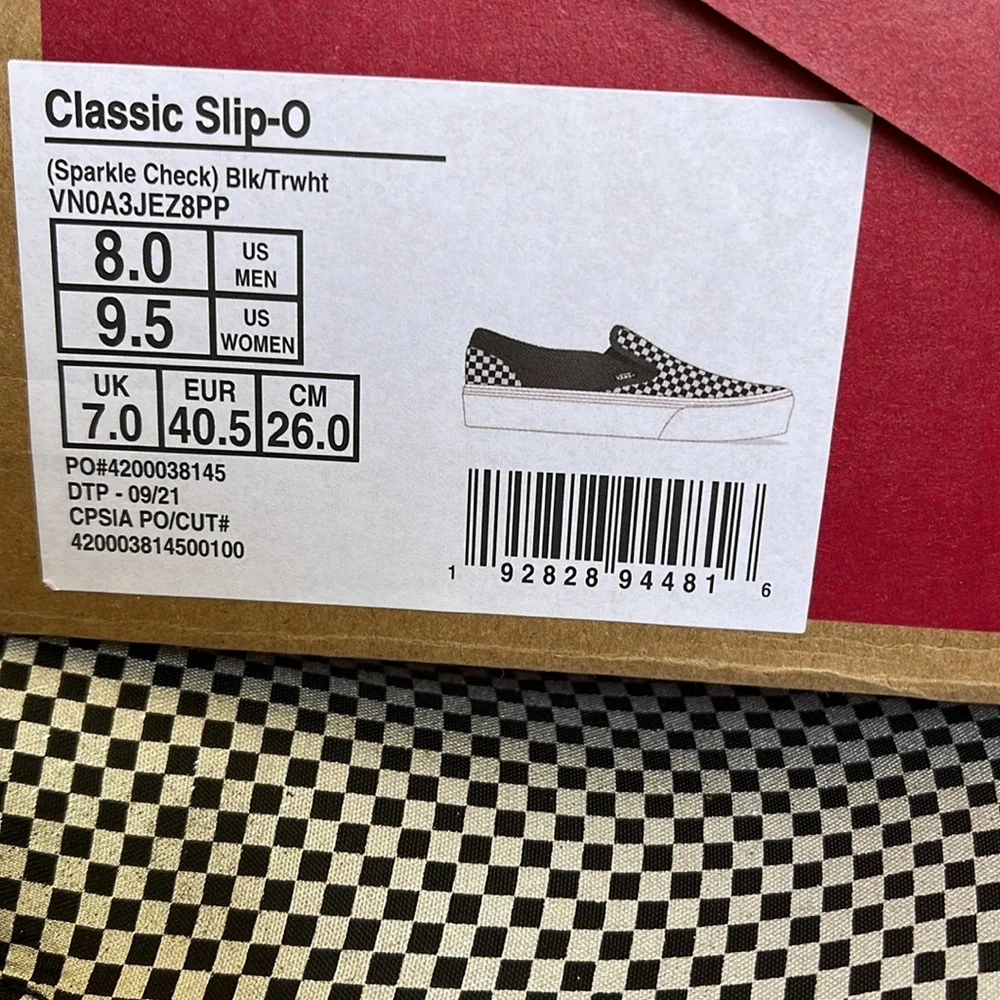 Classic Slip-O
(Sparkle Check) Blk/Trwht
VN0A3JEZ8PP
8.0 US MEN
9.5 US WOMEN
UK EUR CM
7.0 40.5 26.0
PO#4200038145
DTP - 09/21
CPSIA PO/CUT#
420003814500100
VANS
1 92828 94481 6